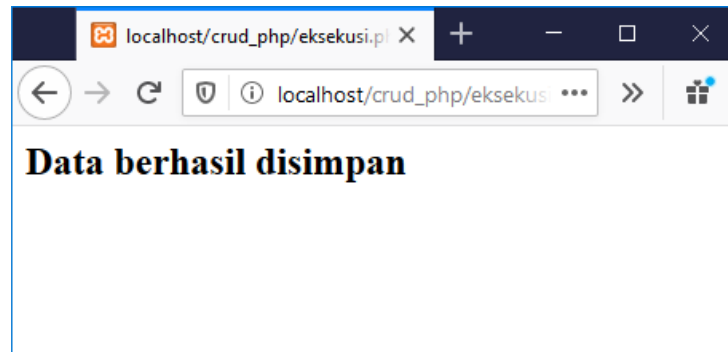 localhost/crud_php/eksekusi.p
localhost/crud_php/eksekus
Data berhasil disimpan